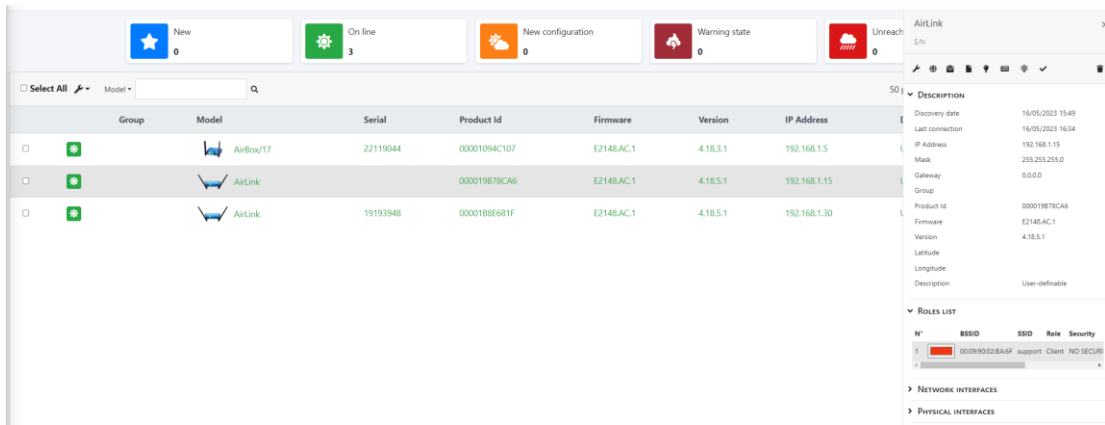 New
0
On line
3
New configuration
0
Warning state
0
Unreach
0
Select All
Model
50
Group Model Serial Product Id Firmware Version IP Address
AirBox/17 22119044 00001094C107 E2148.AC.1 4.18.3.1 192.168.1.5
AirLink 000019B78CA6 E2148.AC.1 4.18.5.1 192.168.1.15
AirLink 19193948 00001B8E681F E2148.AC.1 4.18.5.1 192.168.1.30
AirLink
S/N
DESCRIPTION
Discovery date 16/05/2023 15:49
Last connection 16/05/2023 16:34
IP Address 192.168.1.15
Mask 255.255.255.0
Gateway 0.0.0.0
Group
Product Id 000019B78CA6
Firmware E2148.AC.1
Version 4.18.5.1
Latitude
Longitude
Description User-definable
ROLES LIST
N° BSSID SSID Role Security
1 00:09:90:02:BA:6F support Client NO SECURI
NETWORK INTERFACES
PHYSICAL INTERFACES